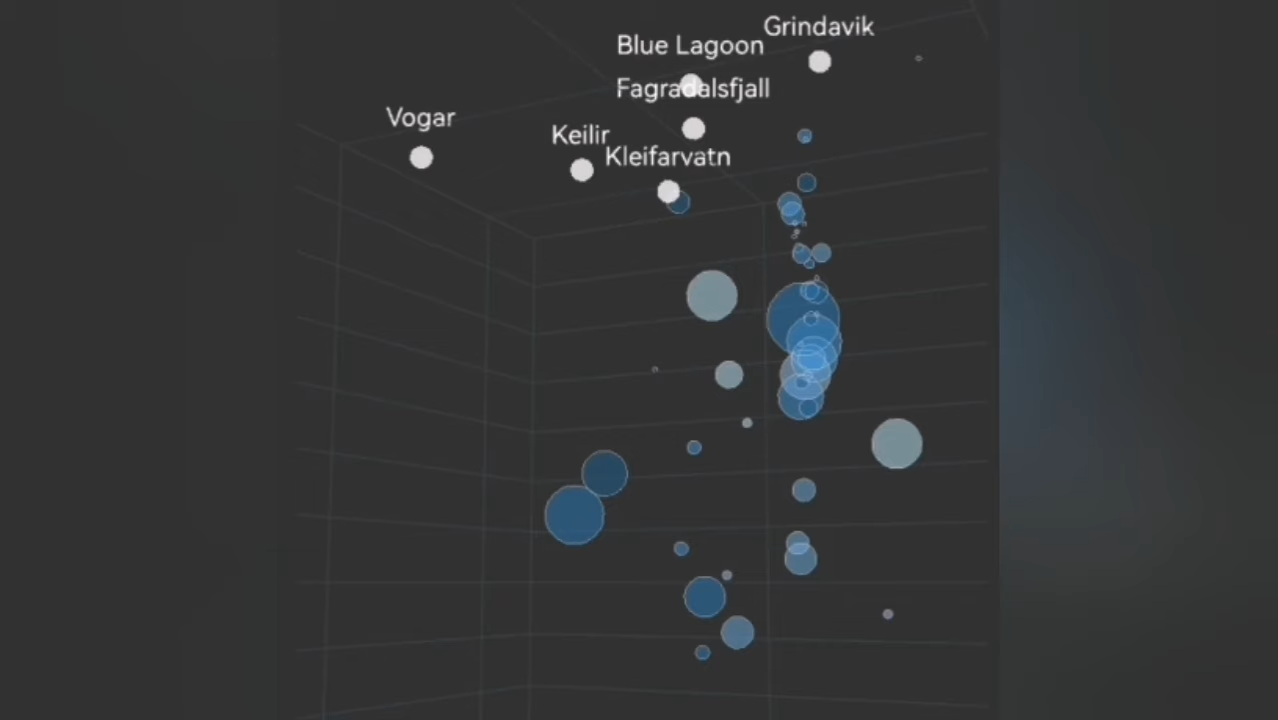 Grindavik
Blue Lagoon
Fagradalsfjall
Vogar
Keilir
Kleifarvatn